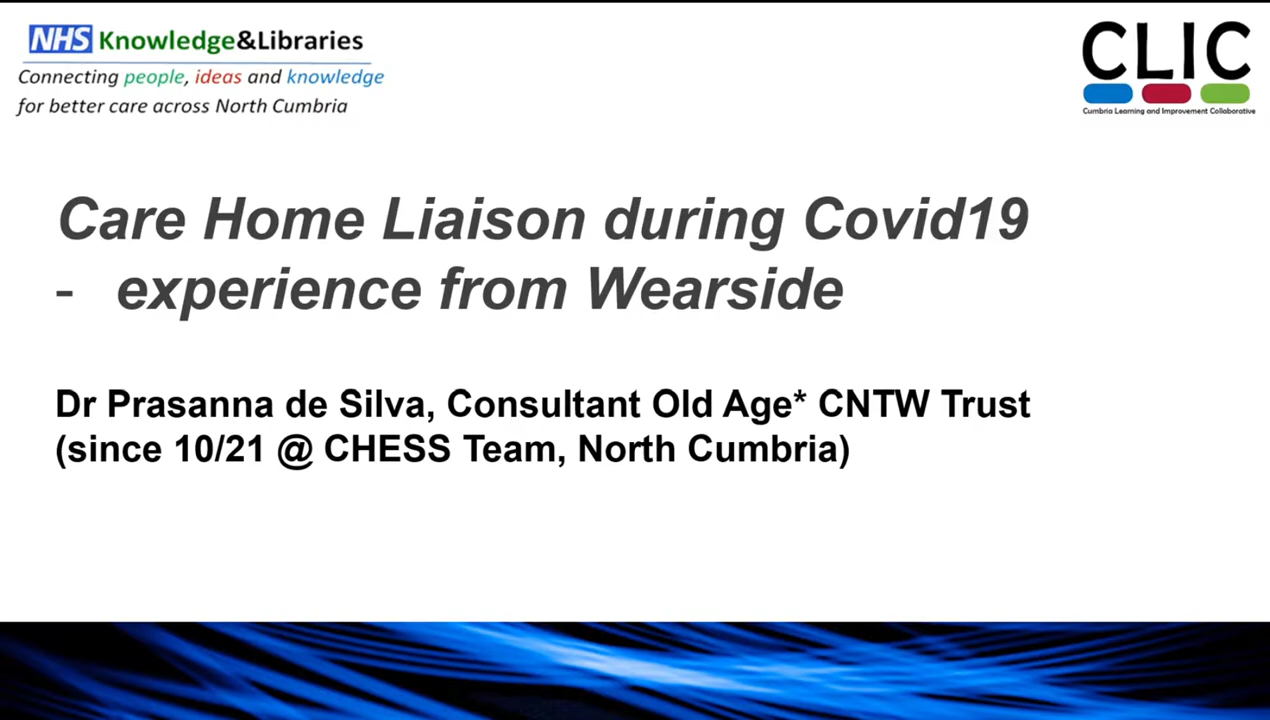 NHS Knowledge&Libraries
Connecting people, ideas and knowledge
for better care across North Cumbria
CLIC
Cumbria Learning and Improvement Collaborative
Care Home Liaison during Covid19
- experience from Wearside
Dr Prasanna de Silva, Consultant Old Age* CNTW Trust
(since 10/21 @ CHESS Team, North Cumbria)